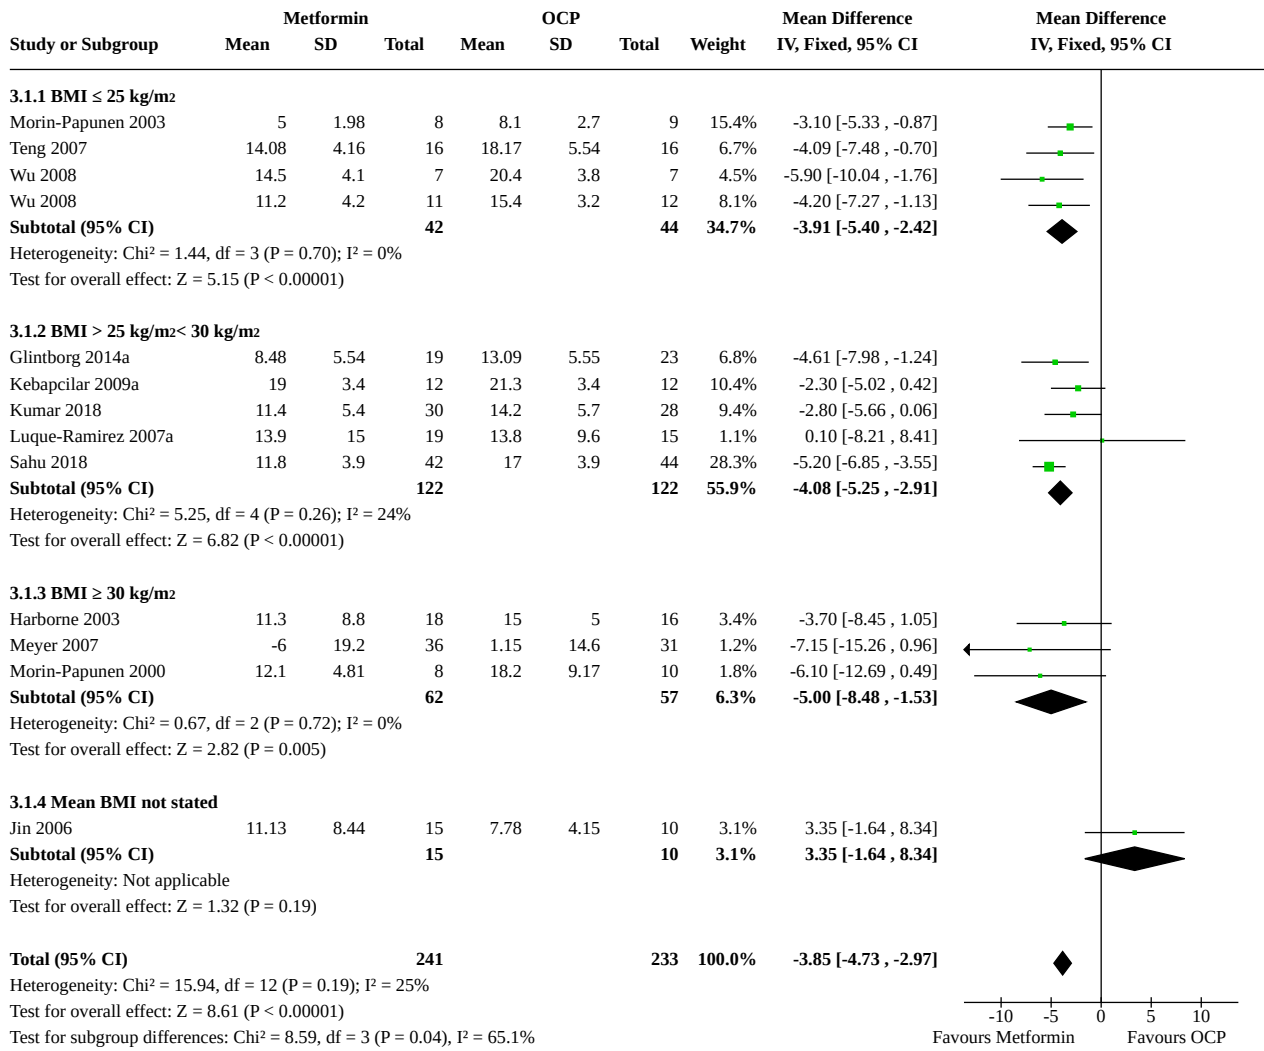 Metformin OCP Mean Difference Mean Difference
Study or Subgroup Mean SD Total Mean SD Total Weight IV, Fixed, 95% CI IV, Fixed, 95% CI
3.1.1 BMI ≤ 25 kg/m2
Morin-Papunen 2003 5 1.98 8 8.1 2.7 9 15.4% -3.10 [-5.33 , -0.87]
Teng 2007 14.08 4.16 16 18.17 5.54 16 6.7% -4.09 [-7.48 , -0.70]
Wu 2008 14.5 4.1 7 20.4 3.8 7 4.5% -5.90 [-10.04 , -1.76]
Wu 2008 11.2 4.2 11 15.4 3.2 12 8.1% -4.20 [-7.27 , -1.13]
Subtotal (95% CI) 42 44 34.7% -3.91 [-5.40 , -2.42]
Heterogeneity: Chi² = 1.44, df = 3 (P = 0.70); I² = 0%
Test for overall effect: Z = 5.15 (P < 0.00001)
3.1.2 BMI > 25 kg/m2< 30 kg/m2
Glintborg 2014a 8.48 5.54 19 13.09 5.55 23 6.8% -4.61 [-7.98 , -1.24]
Kebapcilar 2009a 19 3.4 12 21.3 3.4 12 10.4% -2.30 [-5.02 , 0.42]
Kumar 2018 11.4 5.4 30 14.2 5.7 28 9.4% -2.80 [-5.66 , 0.06]
Luque-Ramirez 2007a 13.9 15 19 13.8 9.6 15 1.1% 0.10 [-8.21 , 8.41]
Sahu 2018 11.8 3.9 42 17 3.9 44 28.3% -5.20 [-6.85 , -3.55]
Subtotal (95% CI) 122 122 55.9% -4.08 [-5.25 , -2.91]
Heterogeneity: Chi² = 5.25, df = 4 (P = 0.26); I² = 24%
Test for overall effect: Z = 6.82 (P < 0.00001)
3.1.3 BMI ≥ 30 kg/m2
Harborne 2003 11.3 8.8 18 15 5 16 3.4% -3.70 [-8.45 , 1.05]
Meyer 2007 -6 19.2 36 1.15 14.6 31 1.2% -7.15 [-15.26 , 0.96]
Morin-Papunen 2000 12.1 4.81 8 18.2 9.17 10 1.8% -6.10 [-12.69 , 0.49]
Subtotal (95% CI) 62 57 6.3% -5.00 [-8.48 , -1.53]
Heterogeneity: Chi² = 0.67, df = 2 (P = 0.72); I² = 0%
Test for overall effect: Z = 2.82 (P = 0.005)
3.1.4 Mean BMI not stated
Jin 2006 11.13 8.44 15 7.78 4.15 10 3.1% 3.35 [-1.64 , 8.34]
Subtotal (95% CI) 15 10 3.1% 3.35 [-1.64 , 8.34]
Heterogeneity: Not applicable
Test for overall effect: Z = 1.32 (P = 0.19)
Total (95% CI) 241 233 100.0% -3.85 [-4.73 , -2.97]
Heterogeneity: Chi² = 15.94, df = 12 (P = 0.19); I² = 25%
Test for overall effect: Z = 8.61 (P < 0.00001)
Test for subgroup differences: Chi² = 8.59, df = 3 (P = 0.04), I² = 65.1%
-10 -5 0 5 10
Favours Metformin Favours OCP